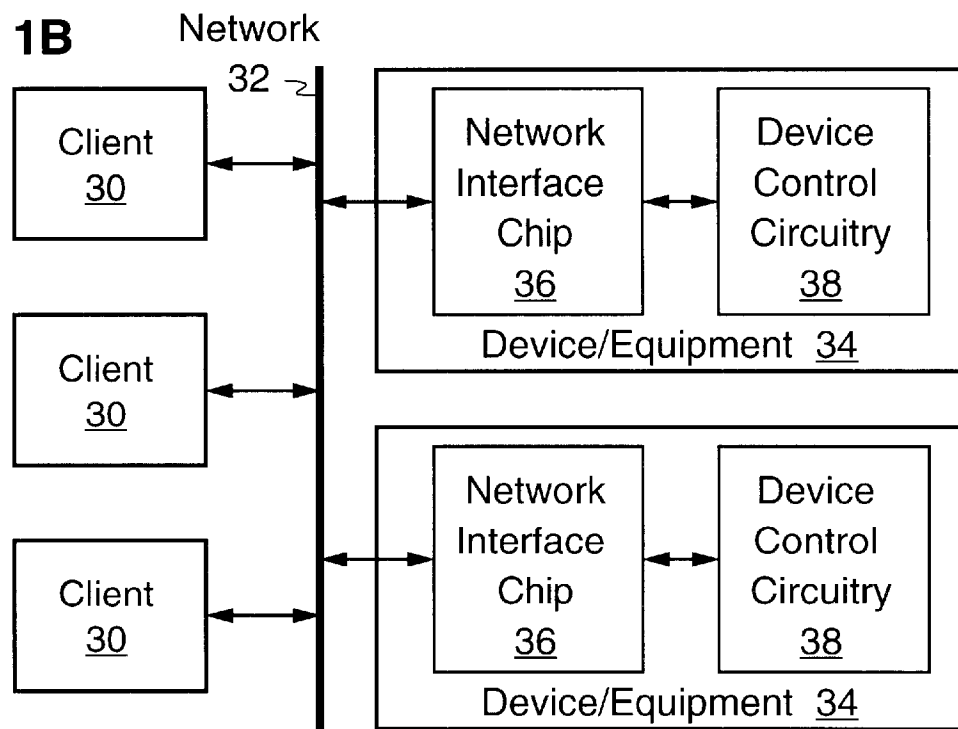 1B
Network
32
Client
30
Client
30
Client
30
Network
Interface
Chip
36
Device
Control
Circuitry
38
Device/Equipment 34
Network
Interface
Chip
36
Device
Control
Circuitry
38
Device/Equipment 34